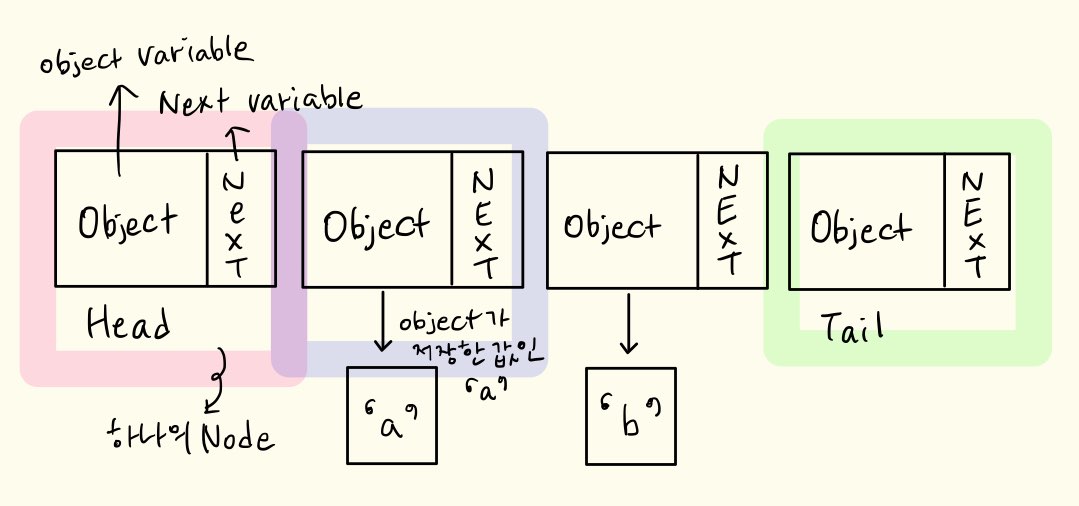 object variable
Next variable
Object
NeXT
Object
NEXT
Object
NEXT
Object
NEXT
Head
object가
저장한 값인
'a'
Tail
하나의 Node
'a'
'b'